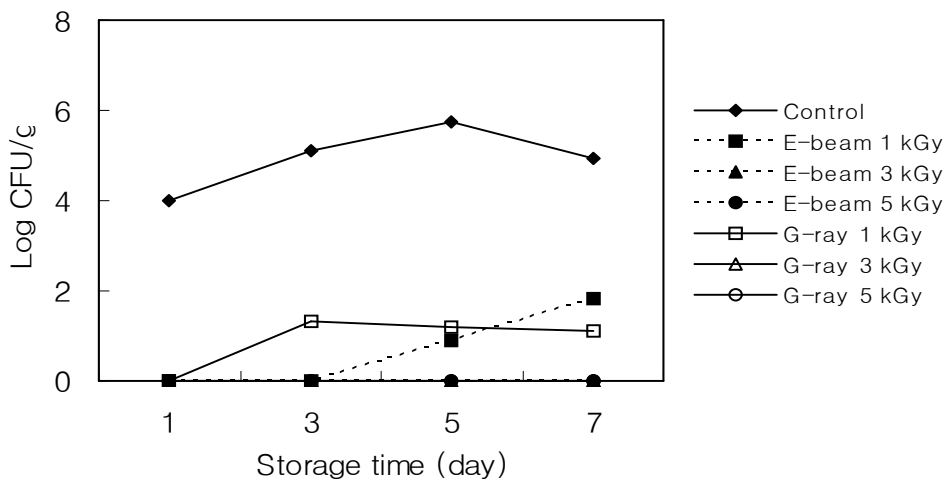 8
6
4
2
0
Log CFU/g
1 3 5 7
Storage time (day)
Control
E-beam 1 kGy
E-beam 3 kGy
E-beam 5 kGy
G-ray 1 kGy
G-ray 3 kGy
G-ray 5 kGy